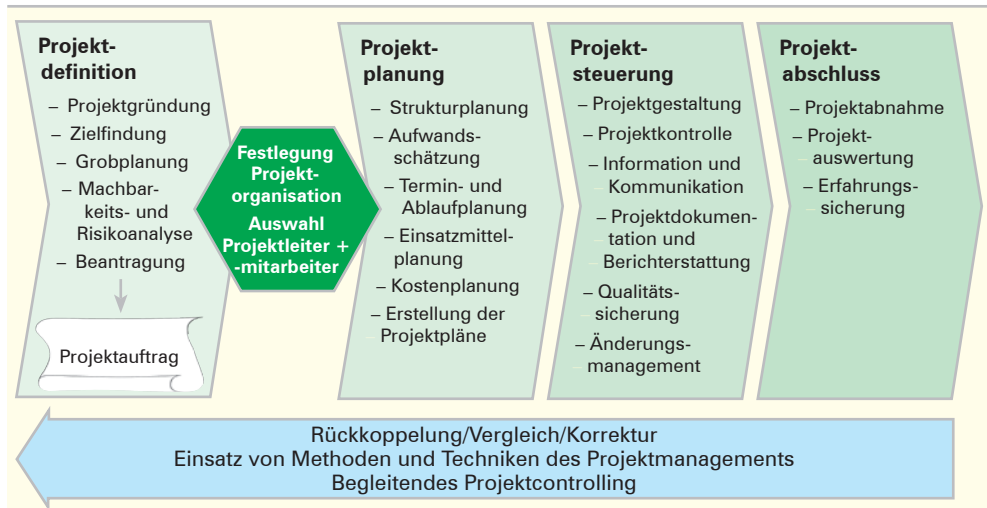 Projekt-
definition
– Projektgründung
– Zielfindung
– Grobplanung
– Machbar-
keits- und
Risikoanalyse
– Beantragung
Projektauftrag
Festlegung
Projekt-
organisation
Auswahl
Projektleiter +
-mitarbeiter
Projekt-
planung
– Strukturplanung
– Aufwands-
schätzung
– Termin- und
Ablaufplanung
– Einsatzmittel-
planung
– Kostenplanung
– Erstellung der
Projektpläne
Projekt-
steuerung
– Projektgestaltung
– Projektkontrolle
– Information und
Kommunikation
– Projektdokumen-
tation und
Berichterstattung
– Qualitäts-
sicherung
– Änderungs-
management
Projekt-
abschluss
– Projektabnahme
– Projekt-
auswertung
– Erfahrungs-
sicherung
Rückkoppelung/Vergleich/Korrektur
Einsatz von Methoden und Techniken des Projektmanagements
Begleitendes Projektcontrolling